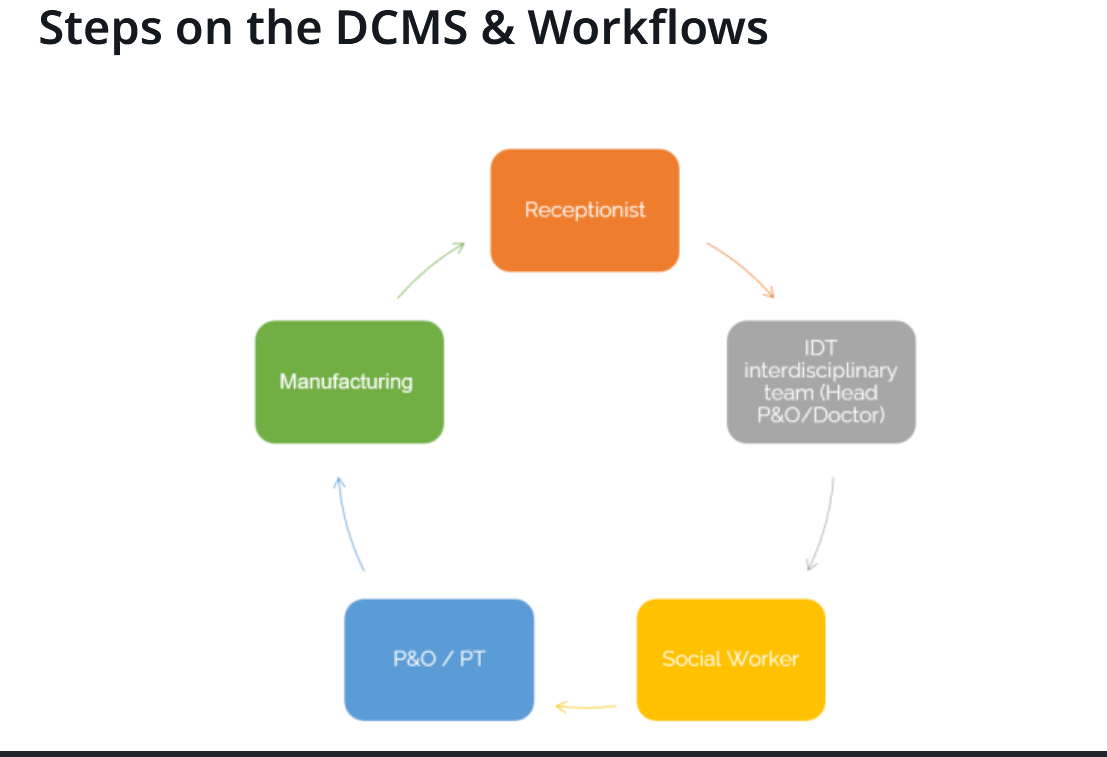 Steps on the DCMS & Workflows
Receptionist
IDT
interdisciplinary
team (Head
P&O/Doctor)
Manufacturing
P&O / PT
Social Worker